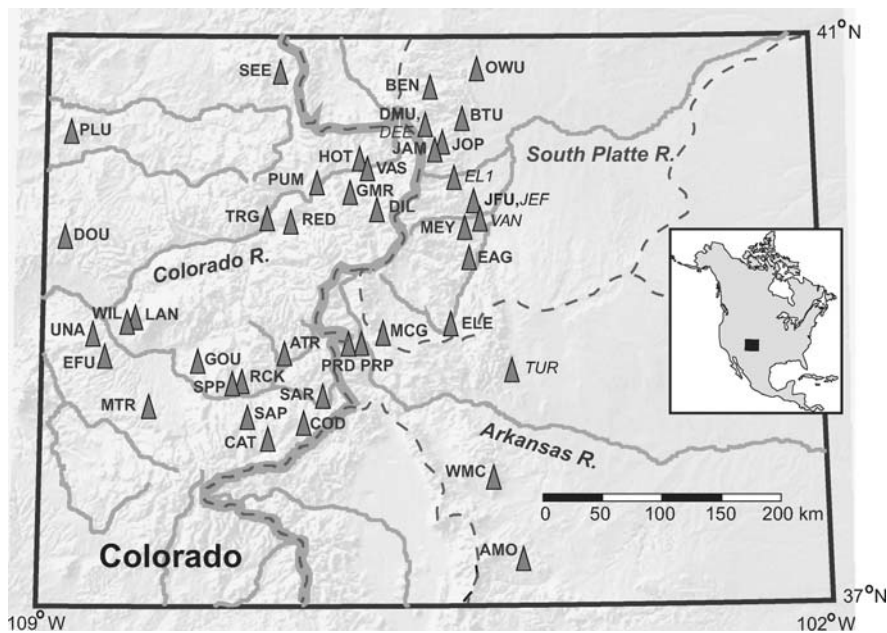 41°N
SEE
OWU
BEN
DMU,
DEE
BTU
PLU
JAM
JOP
South Platte R.
HOT
VAS
EL1
PUM
GMR
JFU,JEF
DIL
VAN
TRG
RED
MEY
DOU
EAG
Colorado R.
WIL
LAN
UNA
ATR
MCG
ELE
EFU
GOU
PRD PRP
TUR
SPP
RCK
SAR
MTR
SAP
COD
CAT
Arkansas R.
WMC
0 50 100 150 200 km
Colorado
AMO
37°N
109°W
102°W